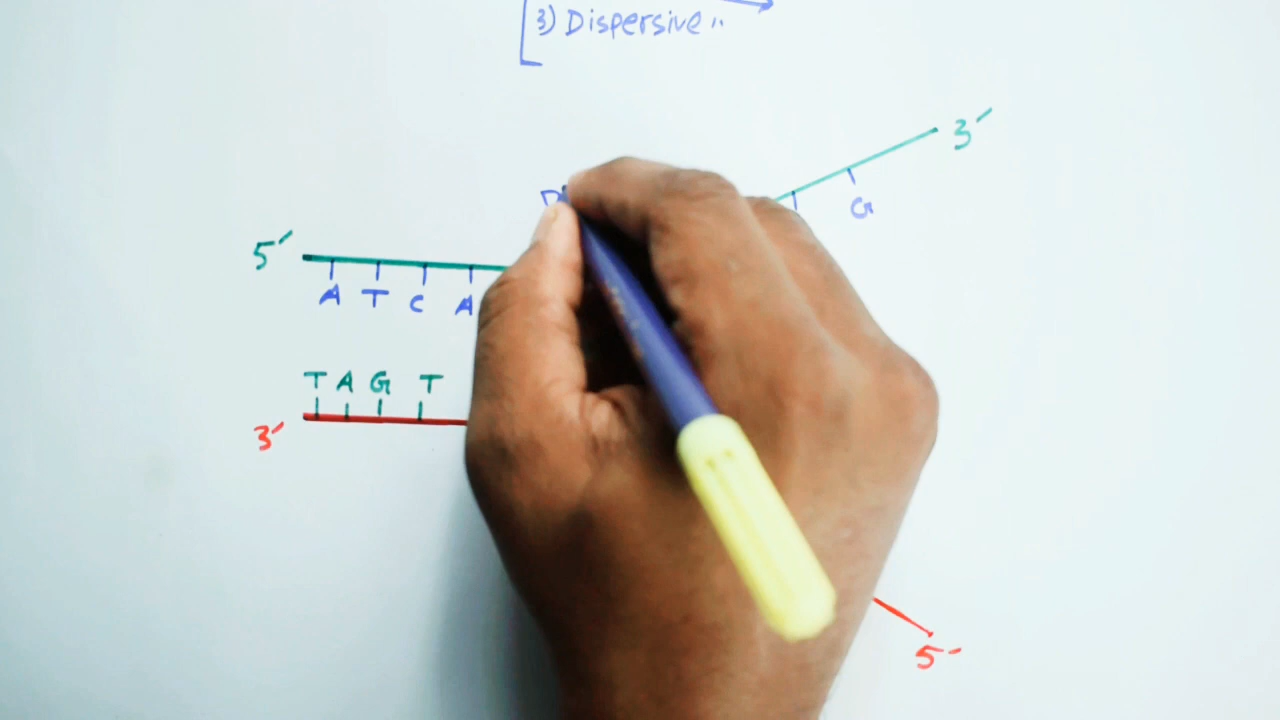 3) Dispersive "
3′
G
5′
A T C A
T A G T
3′
5′